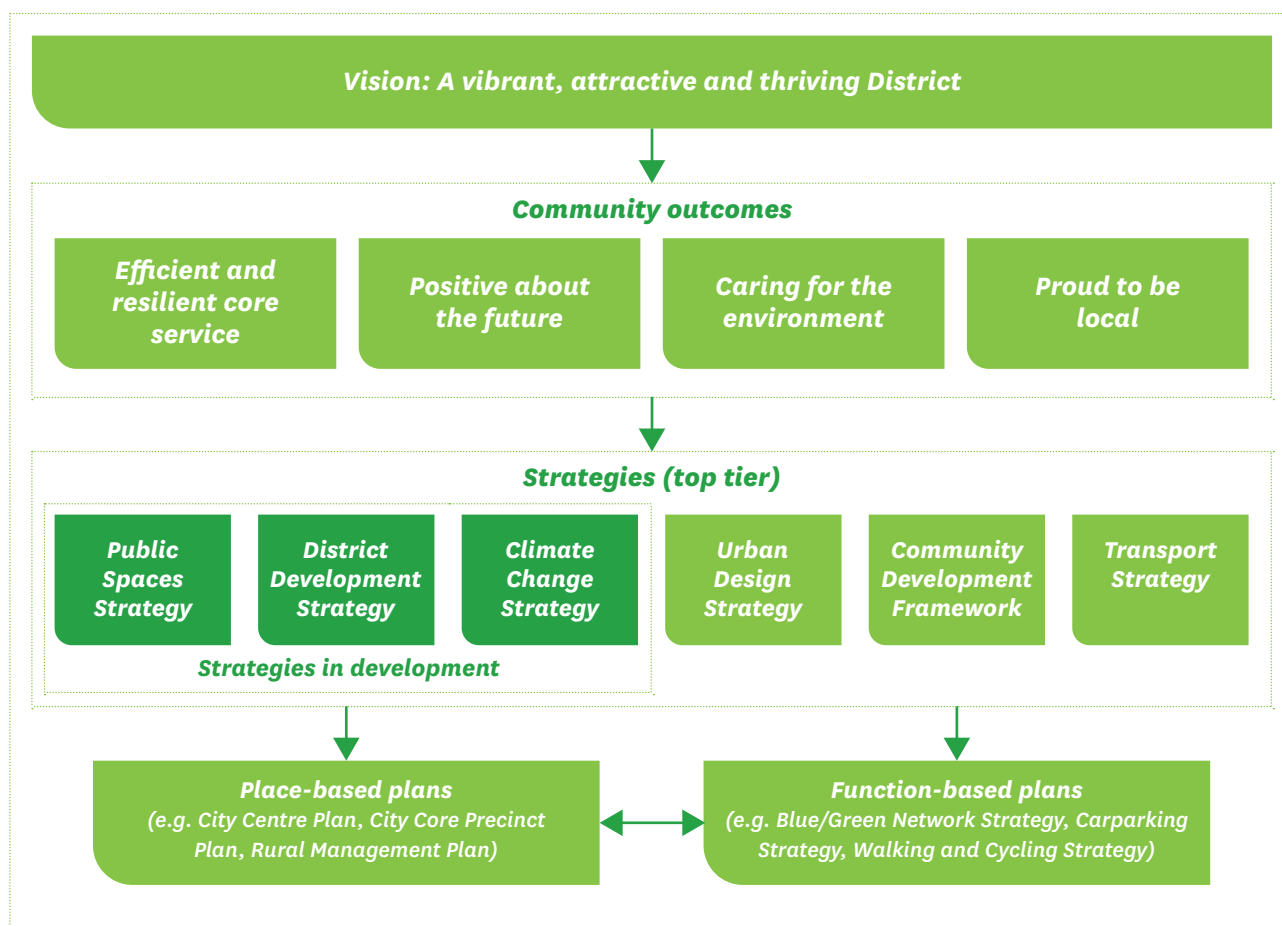 Vision: A vibrant, attractive and thriving District
Community outcomes
Efficient and
resilient core
service
Positive about
the future
Caring for the
environment
Proud to be
local
Strategies (top tier)
Public
Spaces
Strategy
District
Development
Strategy
Climate
Change
Strategy
Urban
Design
Strategy
Community
Development
Framework
Transport
Strategy
Strategies in development
Place-based plans
(e.g. City Centre Plan, City Core Precinct
Plan, Rural Management Plan)
Function-based plans
(e.g. Blue/Green Network Strategy, Carparking
Strategy, Walking and Cycling Strategy)